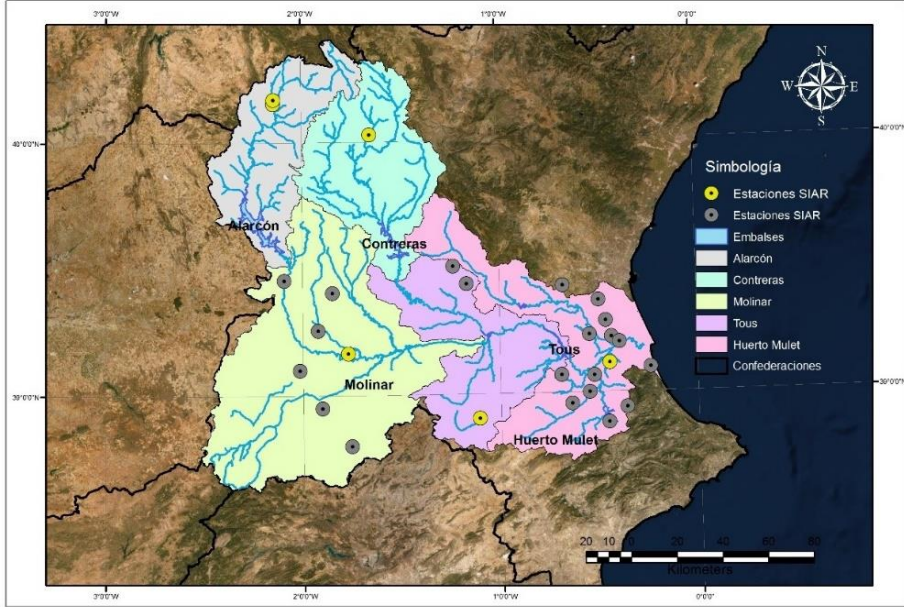 3°0'0"W 2°0'0"W 1°0'0"W 0°0'0"
N
W E
S
40°0'0"N 40°0'0"N
Simbología
Estaciones SIAR
Estaciones SIAR
Embalses
Alarcón
Contreras
Molinar
Tous
Huerto Mulet
Confederaciones
Alarcón
Contreras
Tous
Molinar
39°0'0"N 39°0'0"N
Huerto Mulet
20 10 0 20 40 60 80
Kilometers
3°0'0"W 2°0'0"W 1°0'0"W 0°0'0"